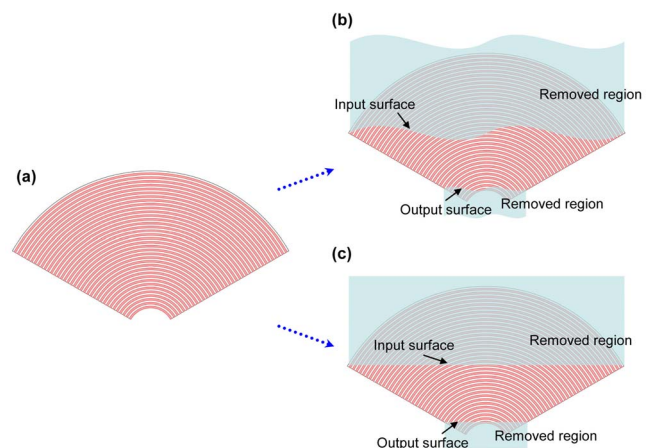 (a)
(b)
Removed region
Input surface
Output surface
Removed region
(c)
Input surface
Removed region
Output surface
Removed region